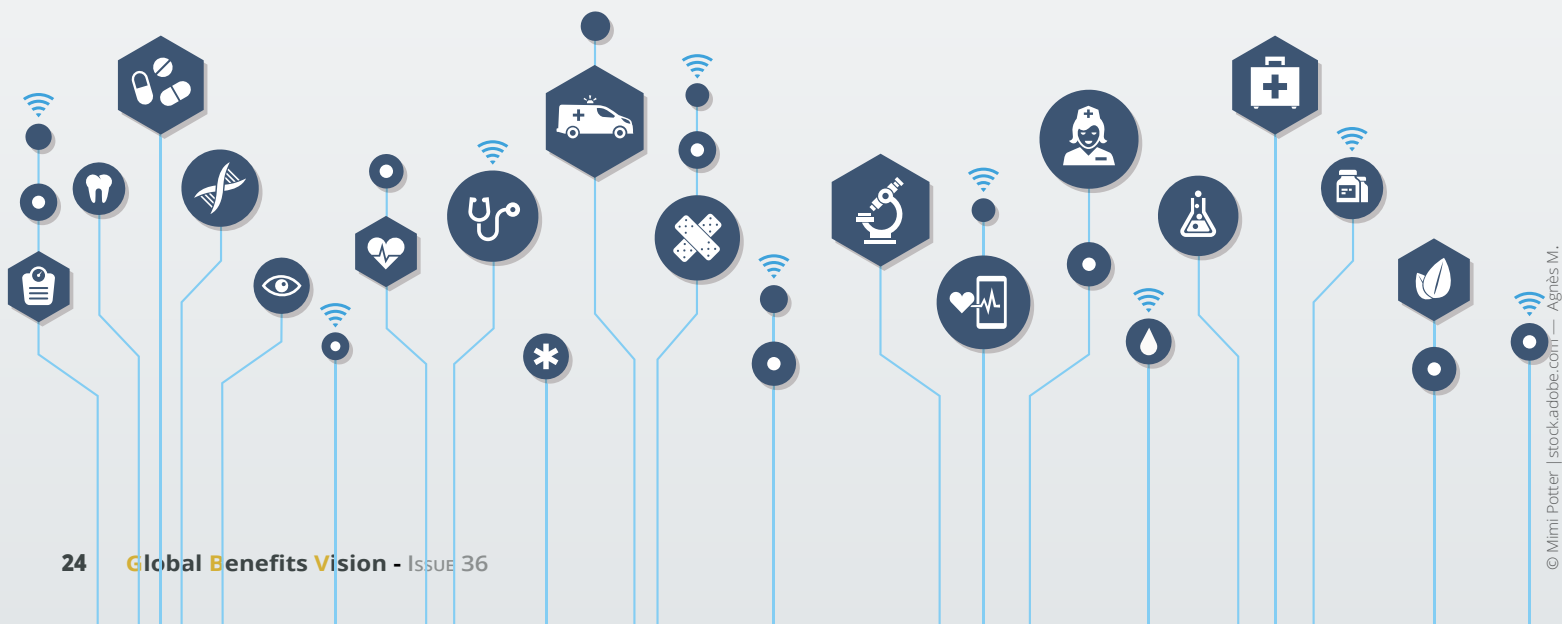 24 Global Benefits Vision - Issue 36
© Mimi Potter | stock.adobe.com — Agnès M.